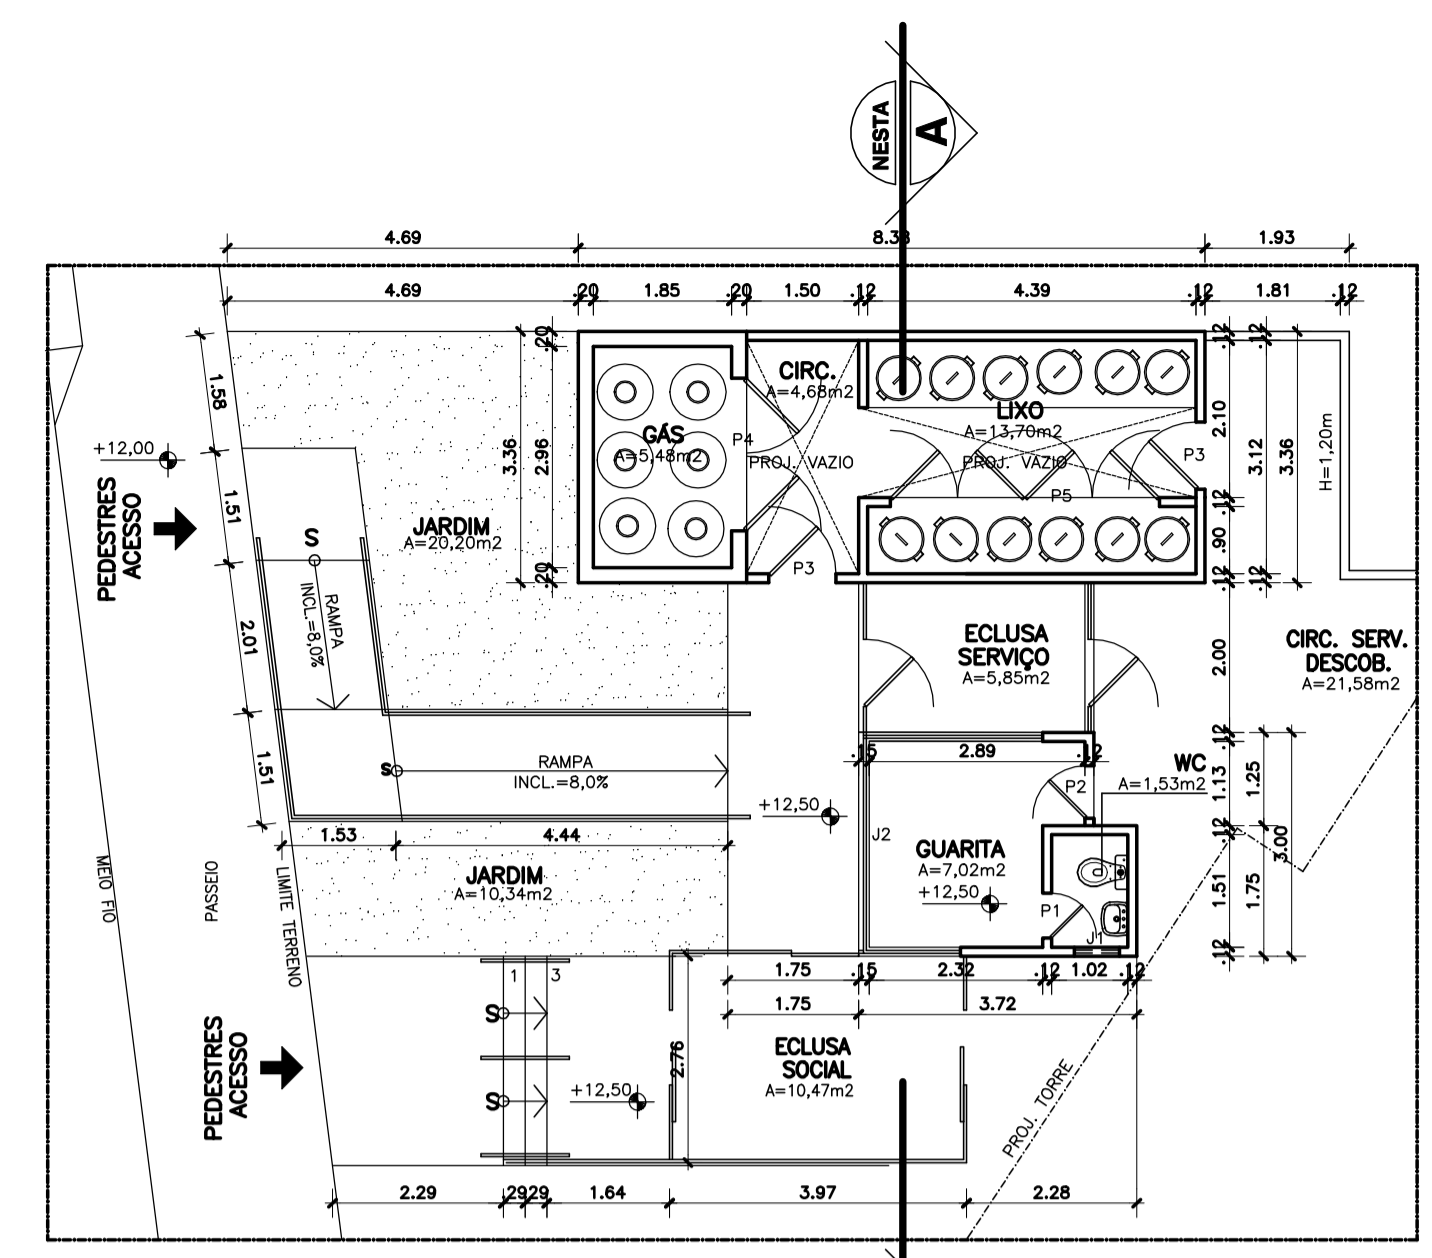 NESTA
A
4.69
8.38
1.93
4.69
.20
1.85
.20
1.50
.12
4.39
.12
1.81
.12
1.58
1.51
2.01
1.51
+12,00
PEDESTRES
ACESSO
S
RAMPA
INCL.=8,0%
JARDIM
A=20,20m2
3.36
.20
2.96
.20
GÁS
A=5,48m2
CIRC.
A=4,68m2
P4
PROJ. VAZIO
P3
LIXO
A=13,70m2
PROJ. VAZIO
P5
P3
.12
2.10
.12
.90
.12
.12
3.12
.12
3.36
H=1,20m
ECLUSA
SERVIÇO
A=5,85m2
2.00
CIRC. SERV.
DESCOB.
A=21,58m2
S
RAMPA
INCL.=8,0%
+12,50
1.53
4.44
JARDIM
A=10,34m2
.15
2.89
.12
P2
WC
A=1,53m2
J2
GUARITA
A=7,02m2
+12,50
P1
J1
.12
1.13
.12
.12
1.51
.12
1.25
1.75
3.00
MEIO FIO
PASSEIO
LIMITE TERRENO
1
3
S
S
PEDESTRES
ACESSO
+12,50
2.76
1.75
.15
2.32
.12
1.02
.12
1.75
3.72
ECLUSA
SOCIAL
A=10,47m2
PROJ. TORRE
2.29
.29
.29
1.64
3.97
2.28